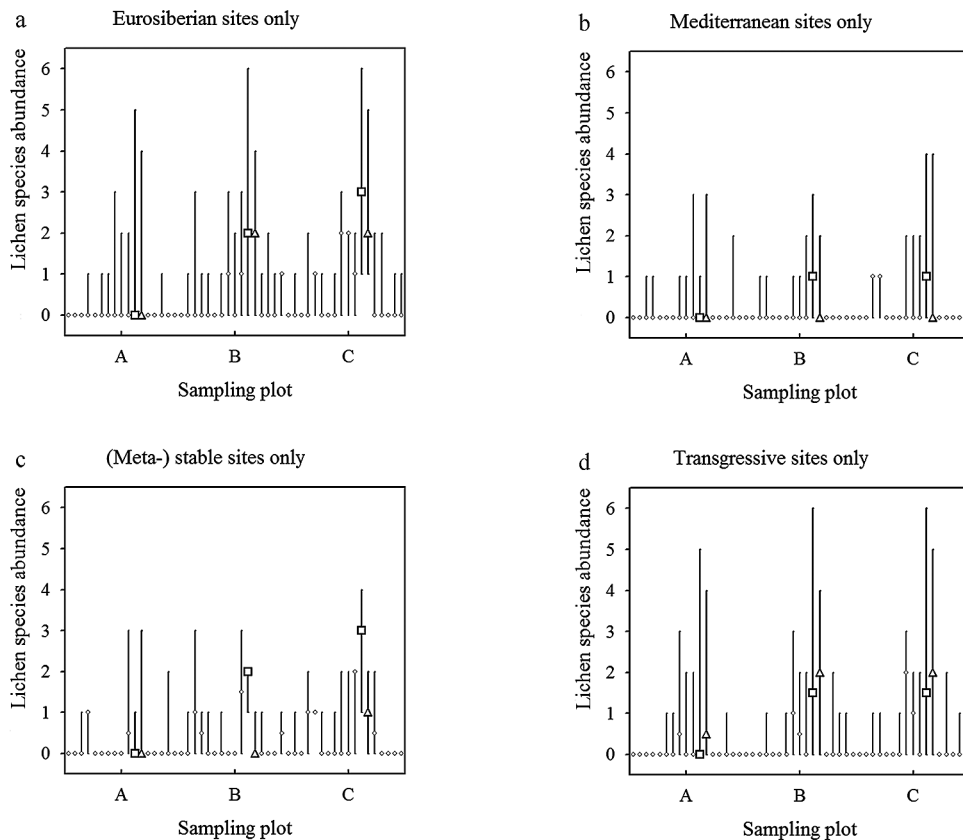 a
Eurosiberian sites only
Lichen species abundance
6
5
4
3
2
1
0
A B C
Sampling plot
b
Mediterranean sites only
Lichen species abundance
6
5
4
3
2
1
0
A B C
Sampling plot
c
(Meta-) stable sites only
Lichen species abundance
6
5
4
3
2
1
0
A B C
Sampling plot
d
Transgressive sites only
Lichen species abundance
6
5
4
3
2
1
0
A B C
Sampling plot